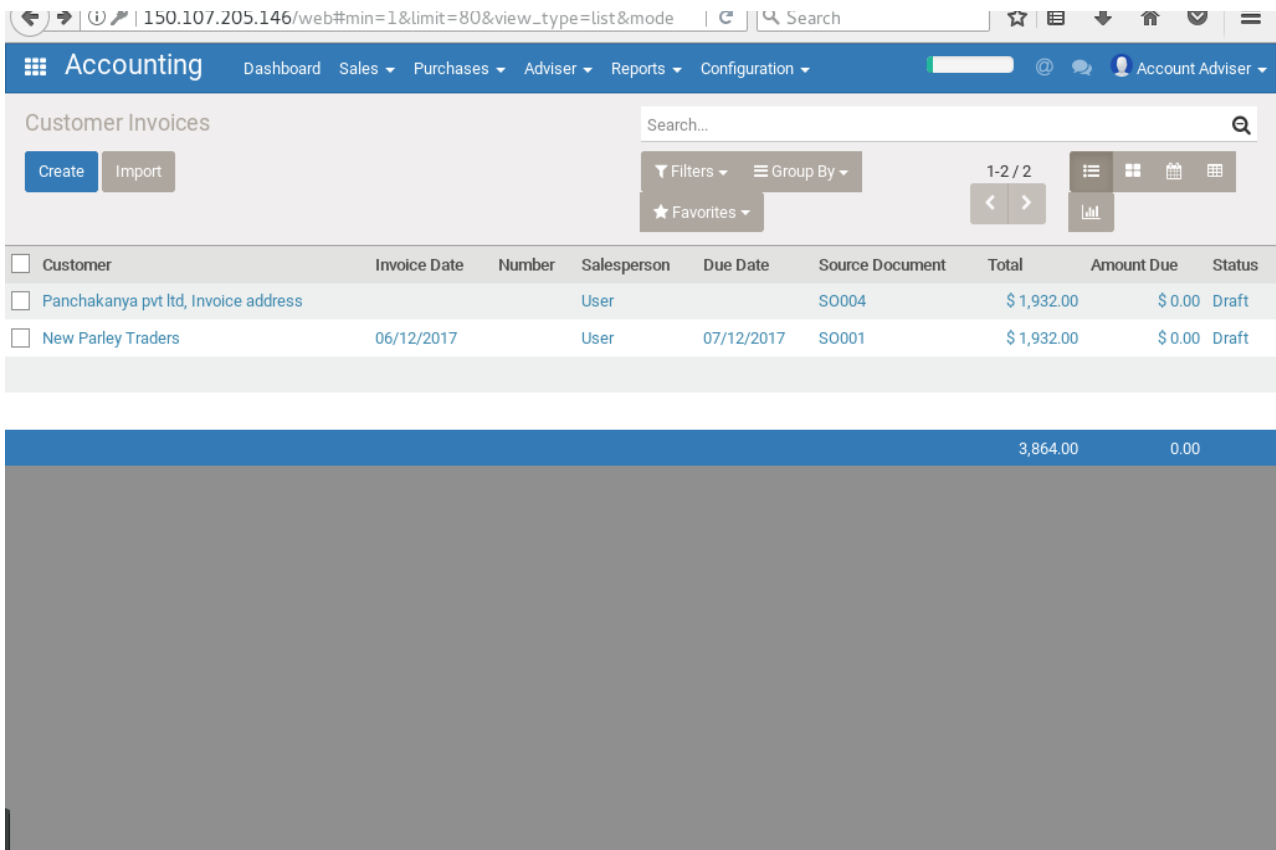 150.107.205.146/web#min=1&limit=80&view_type=list&mode Search
Accounting Dashboard Sales Purchases Adviser Reports Configuration @ Account Adviser
Customer Invoices Search...
Create Import Filters Group By 1-2 / 2
Favorites
Customer Invoice Date Number Salesperson Due Date Source Document Total Amount Due Status
Panchakanya pvt ltd, Invoice address User SO004 $ 1,932.00 $ 0.00 Draft
New Parley Traders 06/12/2017 User 07/12/2017 SO001 $ 1,932.00 $ 0.00 Draft
3,864.00 0.00